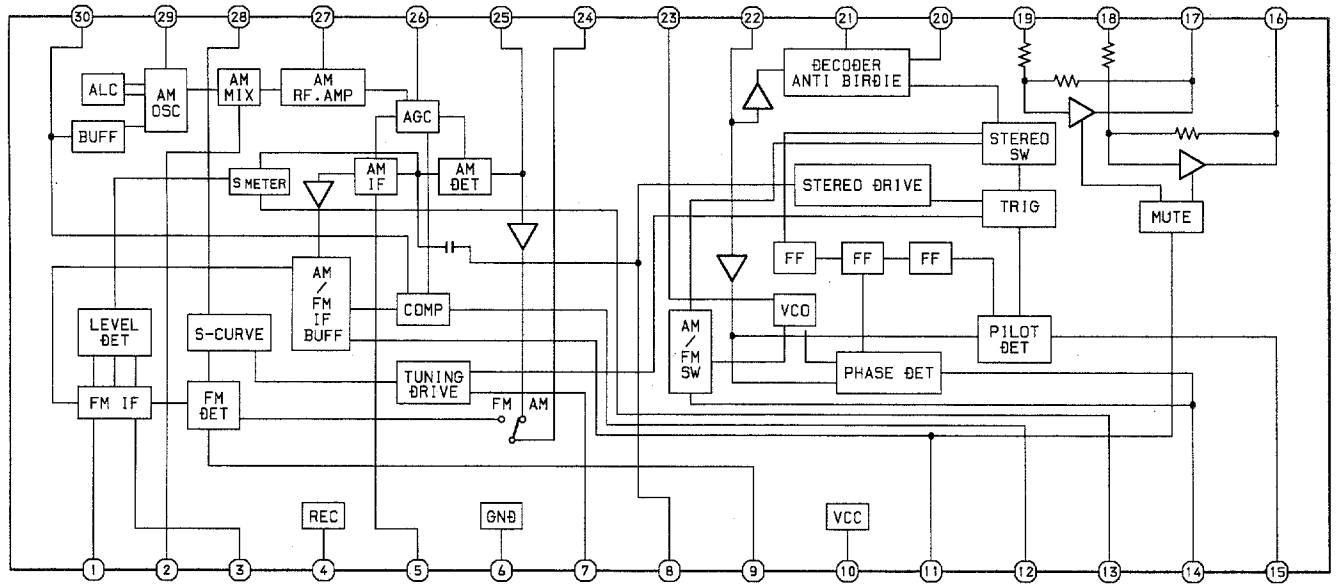 30 29 28 27 26 25 24 23 22 21 20 19 18 17 16
ALC
AM
OSC
AM
MIX
AM
RF.AMP
DECODER
ANTI BIRDIE
BUFF
AGC
STEREO
SW
S METER
AM
IF
AM
DET
STEREO DRIVE
TRIG
MUTE
AM
/
FM
IF
BUFF
COMP
FF
FF
FF
VCO
LEVEL
DET
S-CURVE
AM
/
FM
SW
PILOT
DET
TUNING
DRIVE
PHASE DET
FM IF
FM
DET
FM AM
REC
GND
VCC
1 2 3 4 5 6 7 8 9 10 11 12 13 14 15